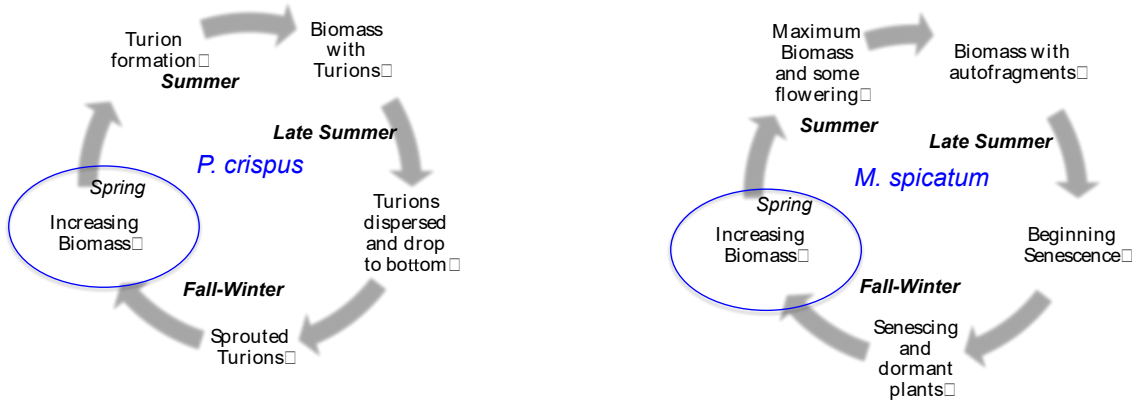 Turion
formation□
Summer
Biomass
with
Turions□
Late Summer
P. crispus
Spring
Increasing
Biomass□
Turions
dispersed
and drop
to bottom□
Fall-Winter
Sprouted
Turions□
Maximum
Biomass
and some
flowering□
Summer
Biomass with
autofragments□
Late Summer
M. spicatum
Spring
Increasing
Biomass□
Beginning
Senescence□
Fall-Winter
Senescing
and
dormant
plants□